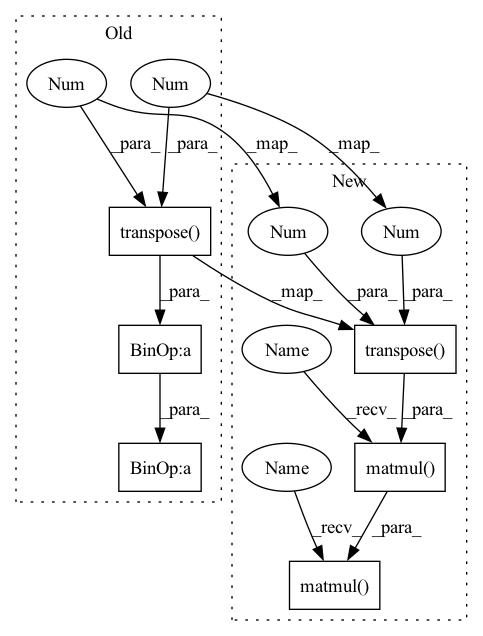 Old
Num
Num
_para_
_para_
_map_
_map_
New
transpose()
Num
Num
_para_
_map_
_para_
_para_
BinOp:a
Name
transpose()
_para_
_recv_
_para_
BinOp:a
Name
matmul()
_recv_
_para_
matmul()